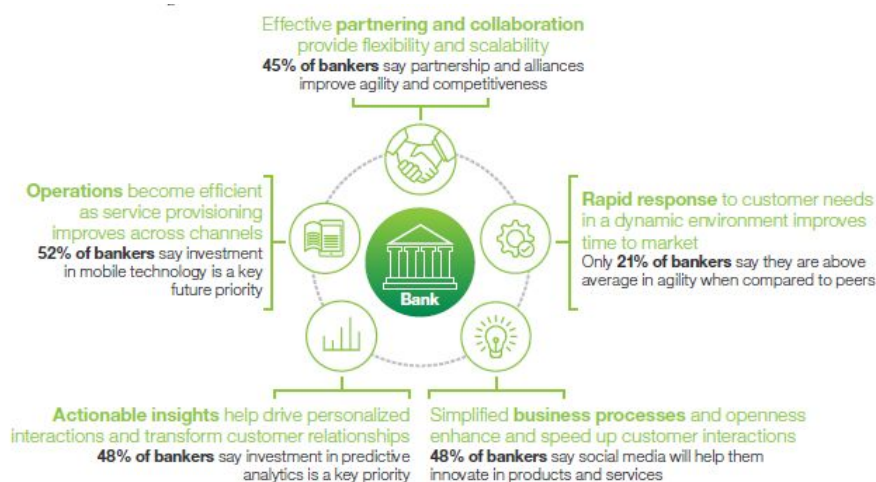 Effective partnering and collaboration
provide flexibility and scalability
45% of bankers say partnership and alliances
improve agility and competitiveness
Operations become efficient
as service provisioning
improves across channels
52% of bankers say investment
in mobile technology is a key
future priority
Rapid response to customer needs
in a dynamic environment improves
time to market
Only 21% of bankers say they are above
average in agility when compared to peers
Bank
Actionable insights help drive personalized
interactions and transform customer relationships
48% of bankers say investment in predictive
analytics is a key priority
Simplified business processes and openness
enhance and speed up customer interactions
48% of bankers say social media will help them
innovate in products and services